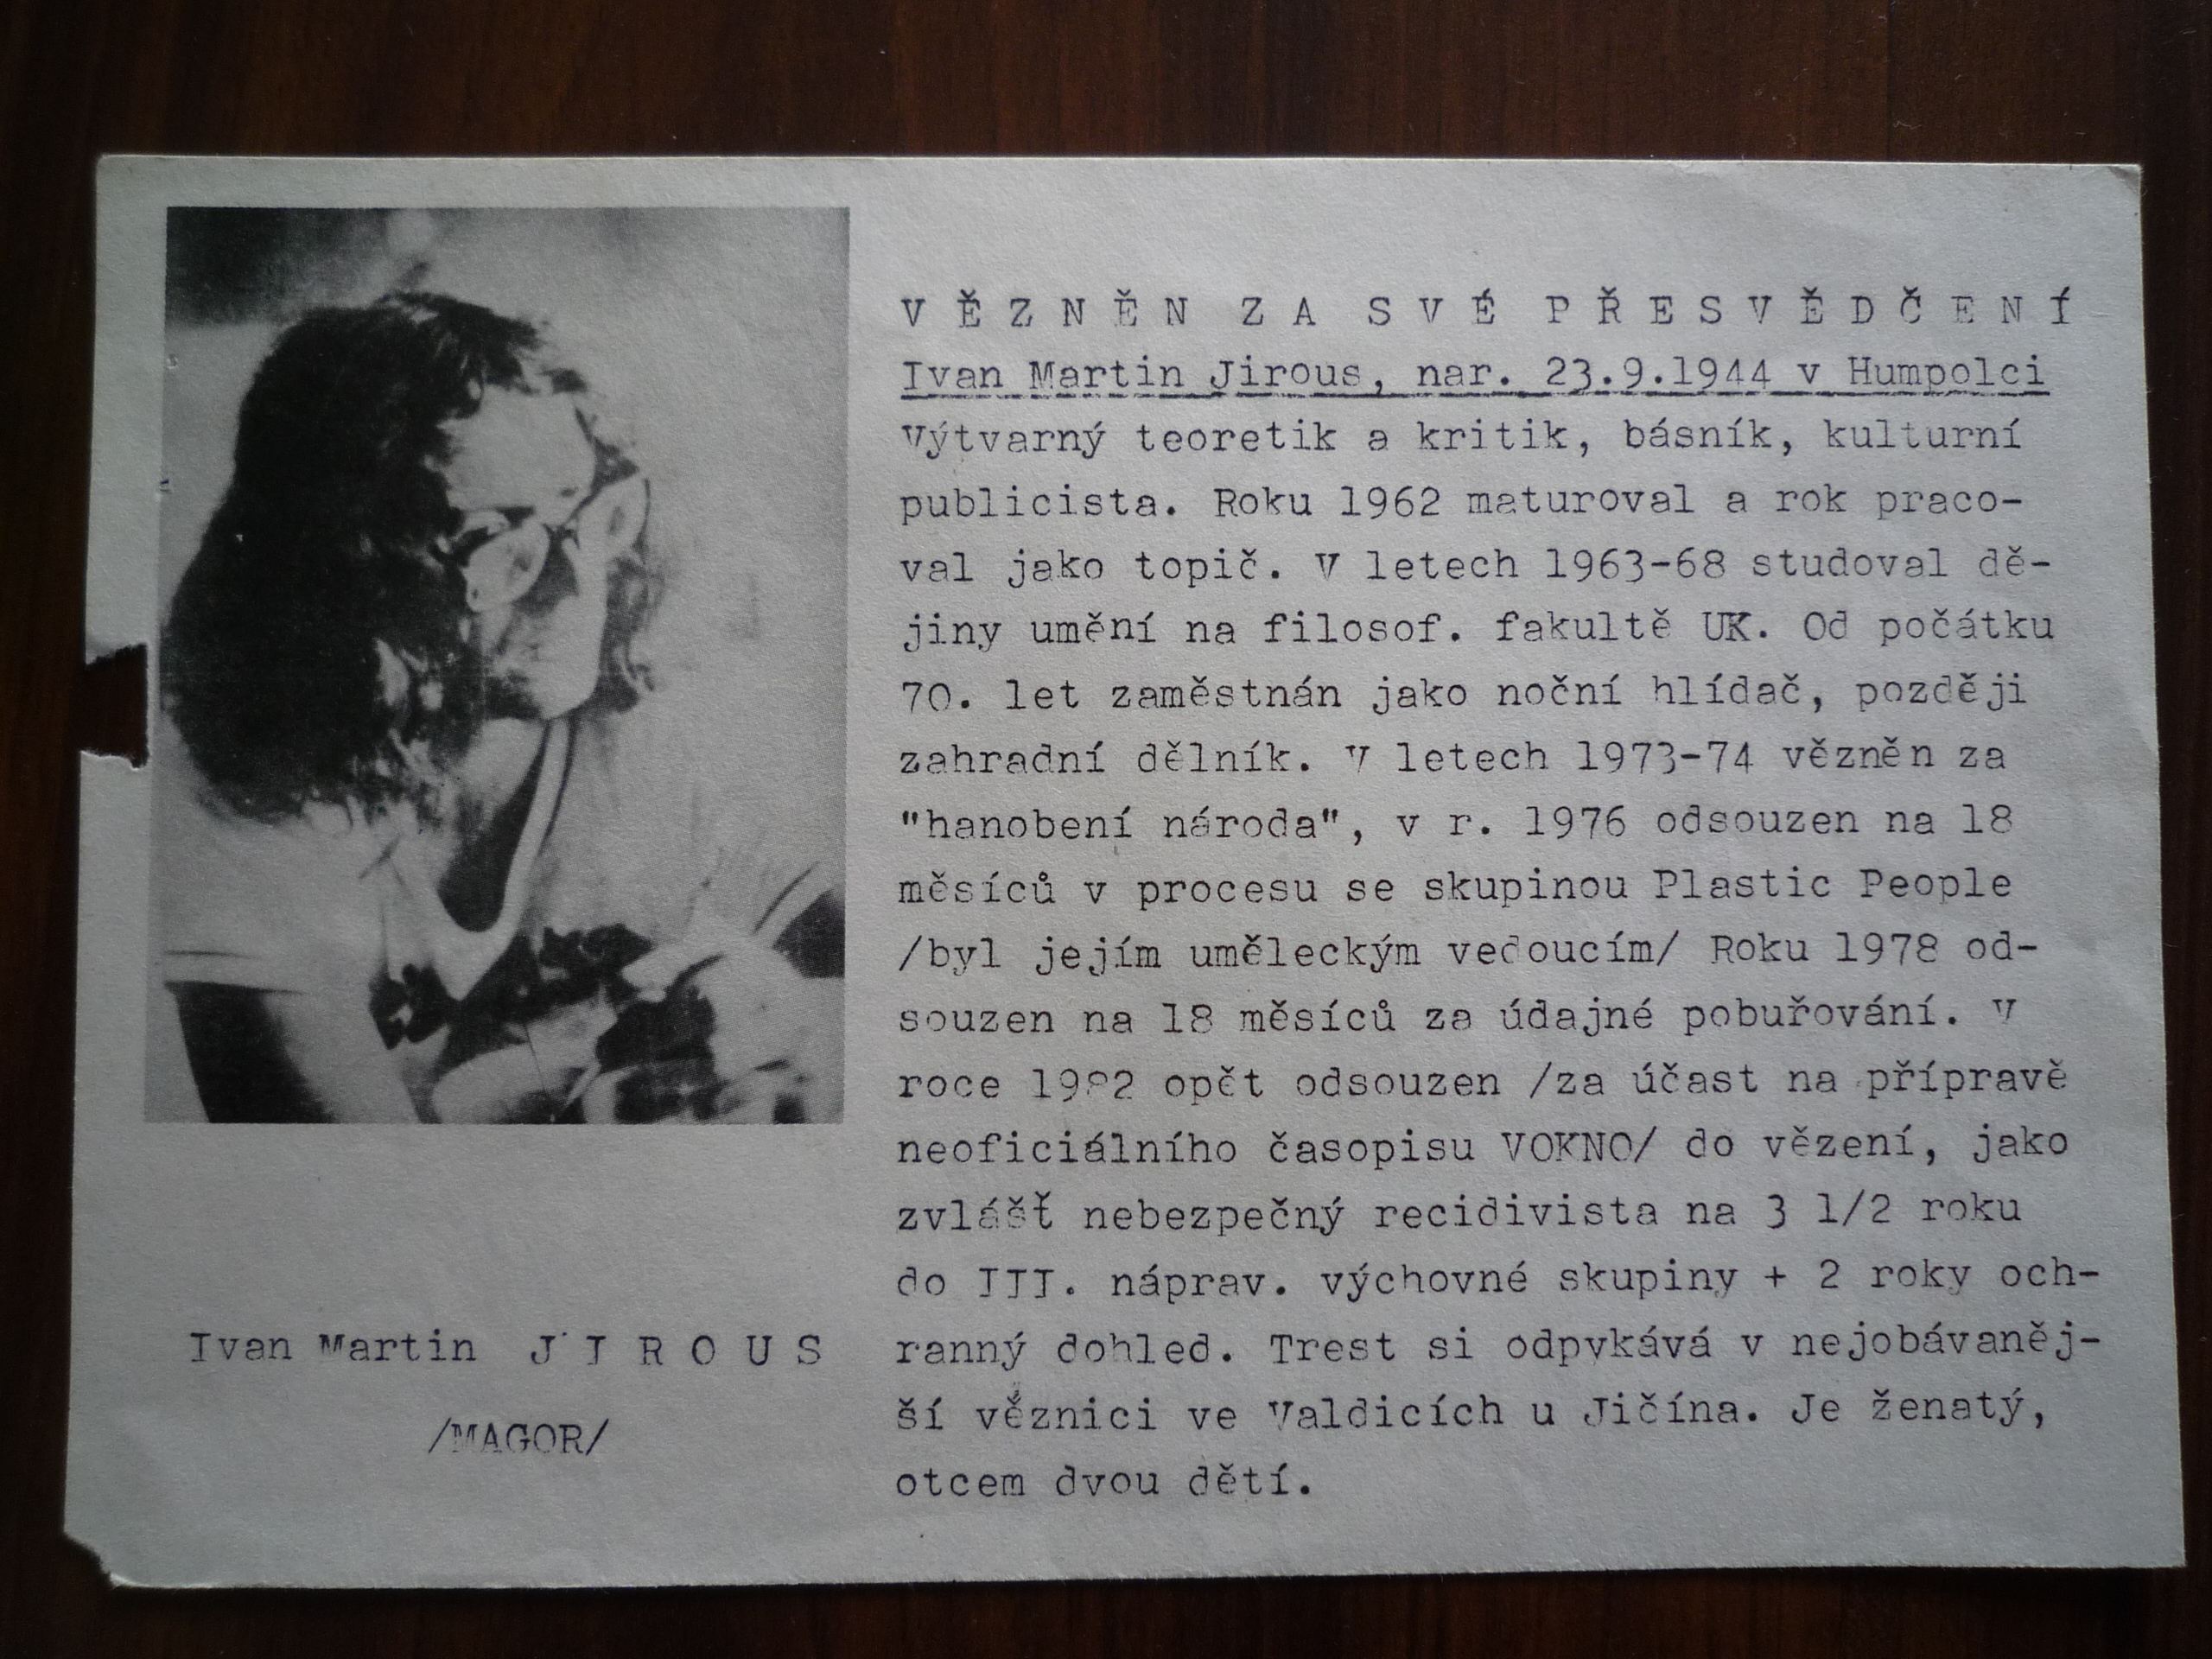 V Ě Z N Ě N  Z A  S V É  P Ř E S V Ě D Č E N Í
Ivan Martin Jirous, nar. 23.9.1944 v Humpolci
Výtvarný teoretik a kritik, básník, kulturní
publicista. Roku 1962 maturoval a rok praco-
val jako topič. V letech 1963-68 studoval dě-
jiny umění na filosof. fakultě UK. Od počátku
70. let zaměstnán jako noční hlídač, později
zahradní dělník. V letech 1973-74 vězněn za
"hanobení národa", v r. 1976 odsouzen na 18
měsíců v procesu se skupinou Plastic People
/byl jejím uměleckým vedoucím/ Roku 1978 od-
souzen na 18 měsíců za údajné pobuřování. V
roce 1982 opět odsouzen /za účast na přípravě
neoficiálního časopisu VOKNO/ do vězení, jako
zvlášť nebezpečný recidivista na 3 1/2 roku
do III. náprav. výchovné skupiny + 2 roky och-
ranný dohled. Trest si odpykává v nejobávaněj-
ší věznici ve Valdicích u Jičína. Je ženatý,
otcem dvou dětí.
Ivan Martin J I R O U S
/MAGOR/